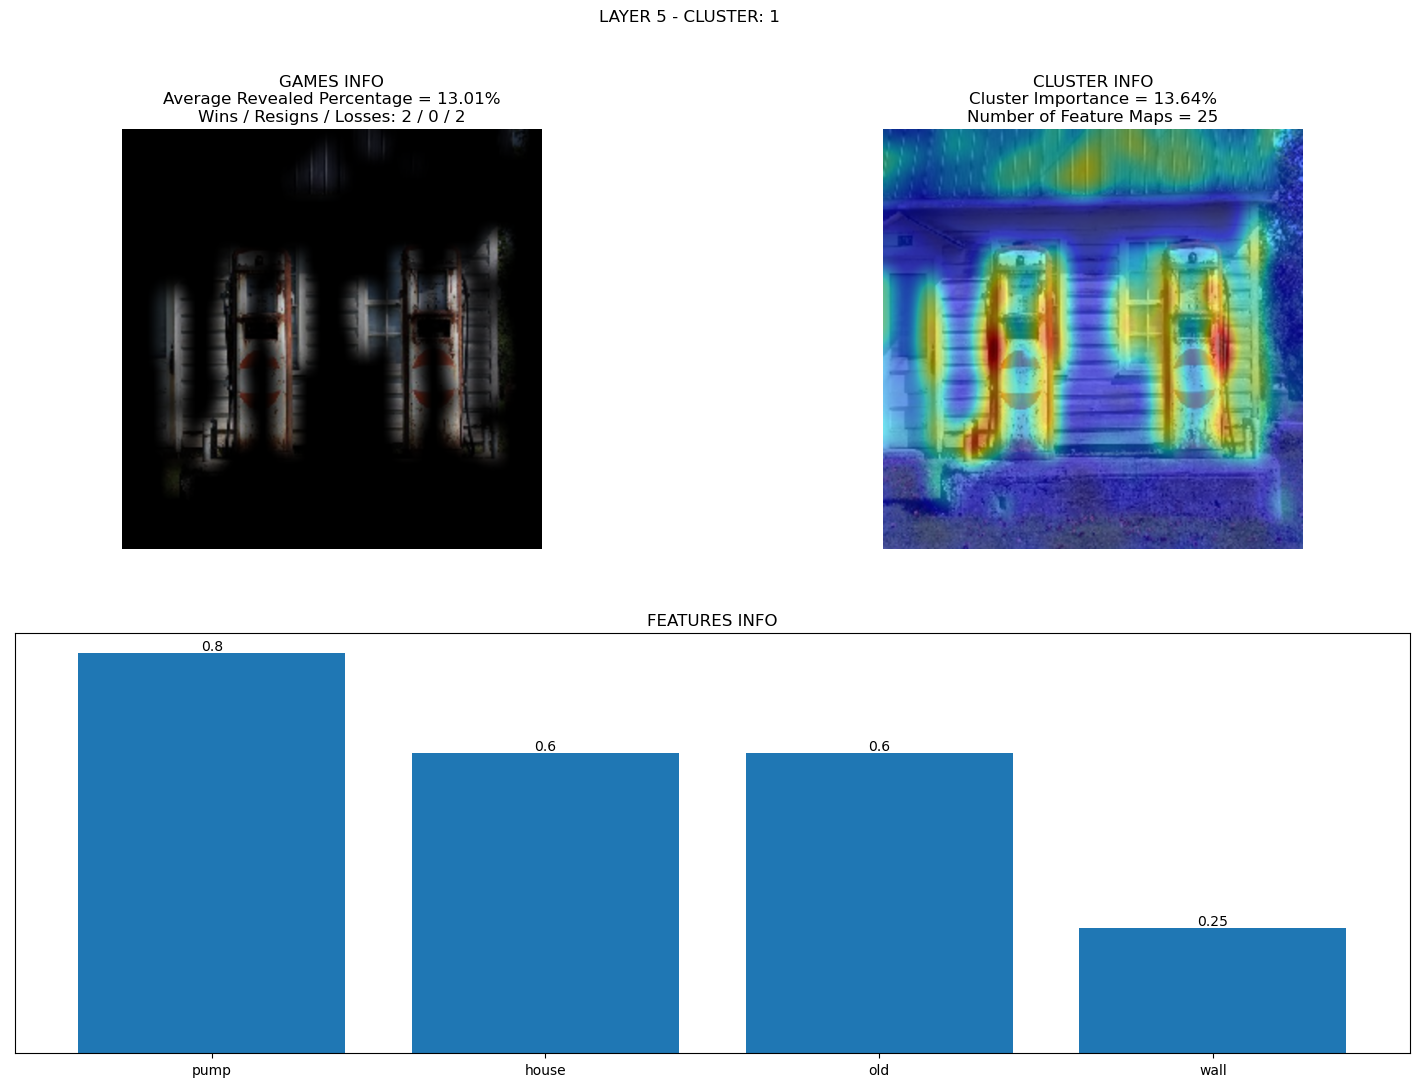 LAYER 5 - CLUSTER: 1
GAMES INFO
Average Revealed Percentage = 13.01%
Wins / Resigns / Losses: 2 / 0 / 2
CLUSTER INFO
Cluster Importance = 13.64%
Number of Feature Maps = 25
FEATURES INFO
0.8
0.6
0.6
0.25
pump
house
old
wall